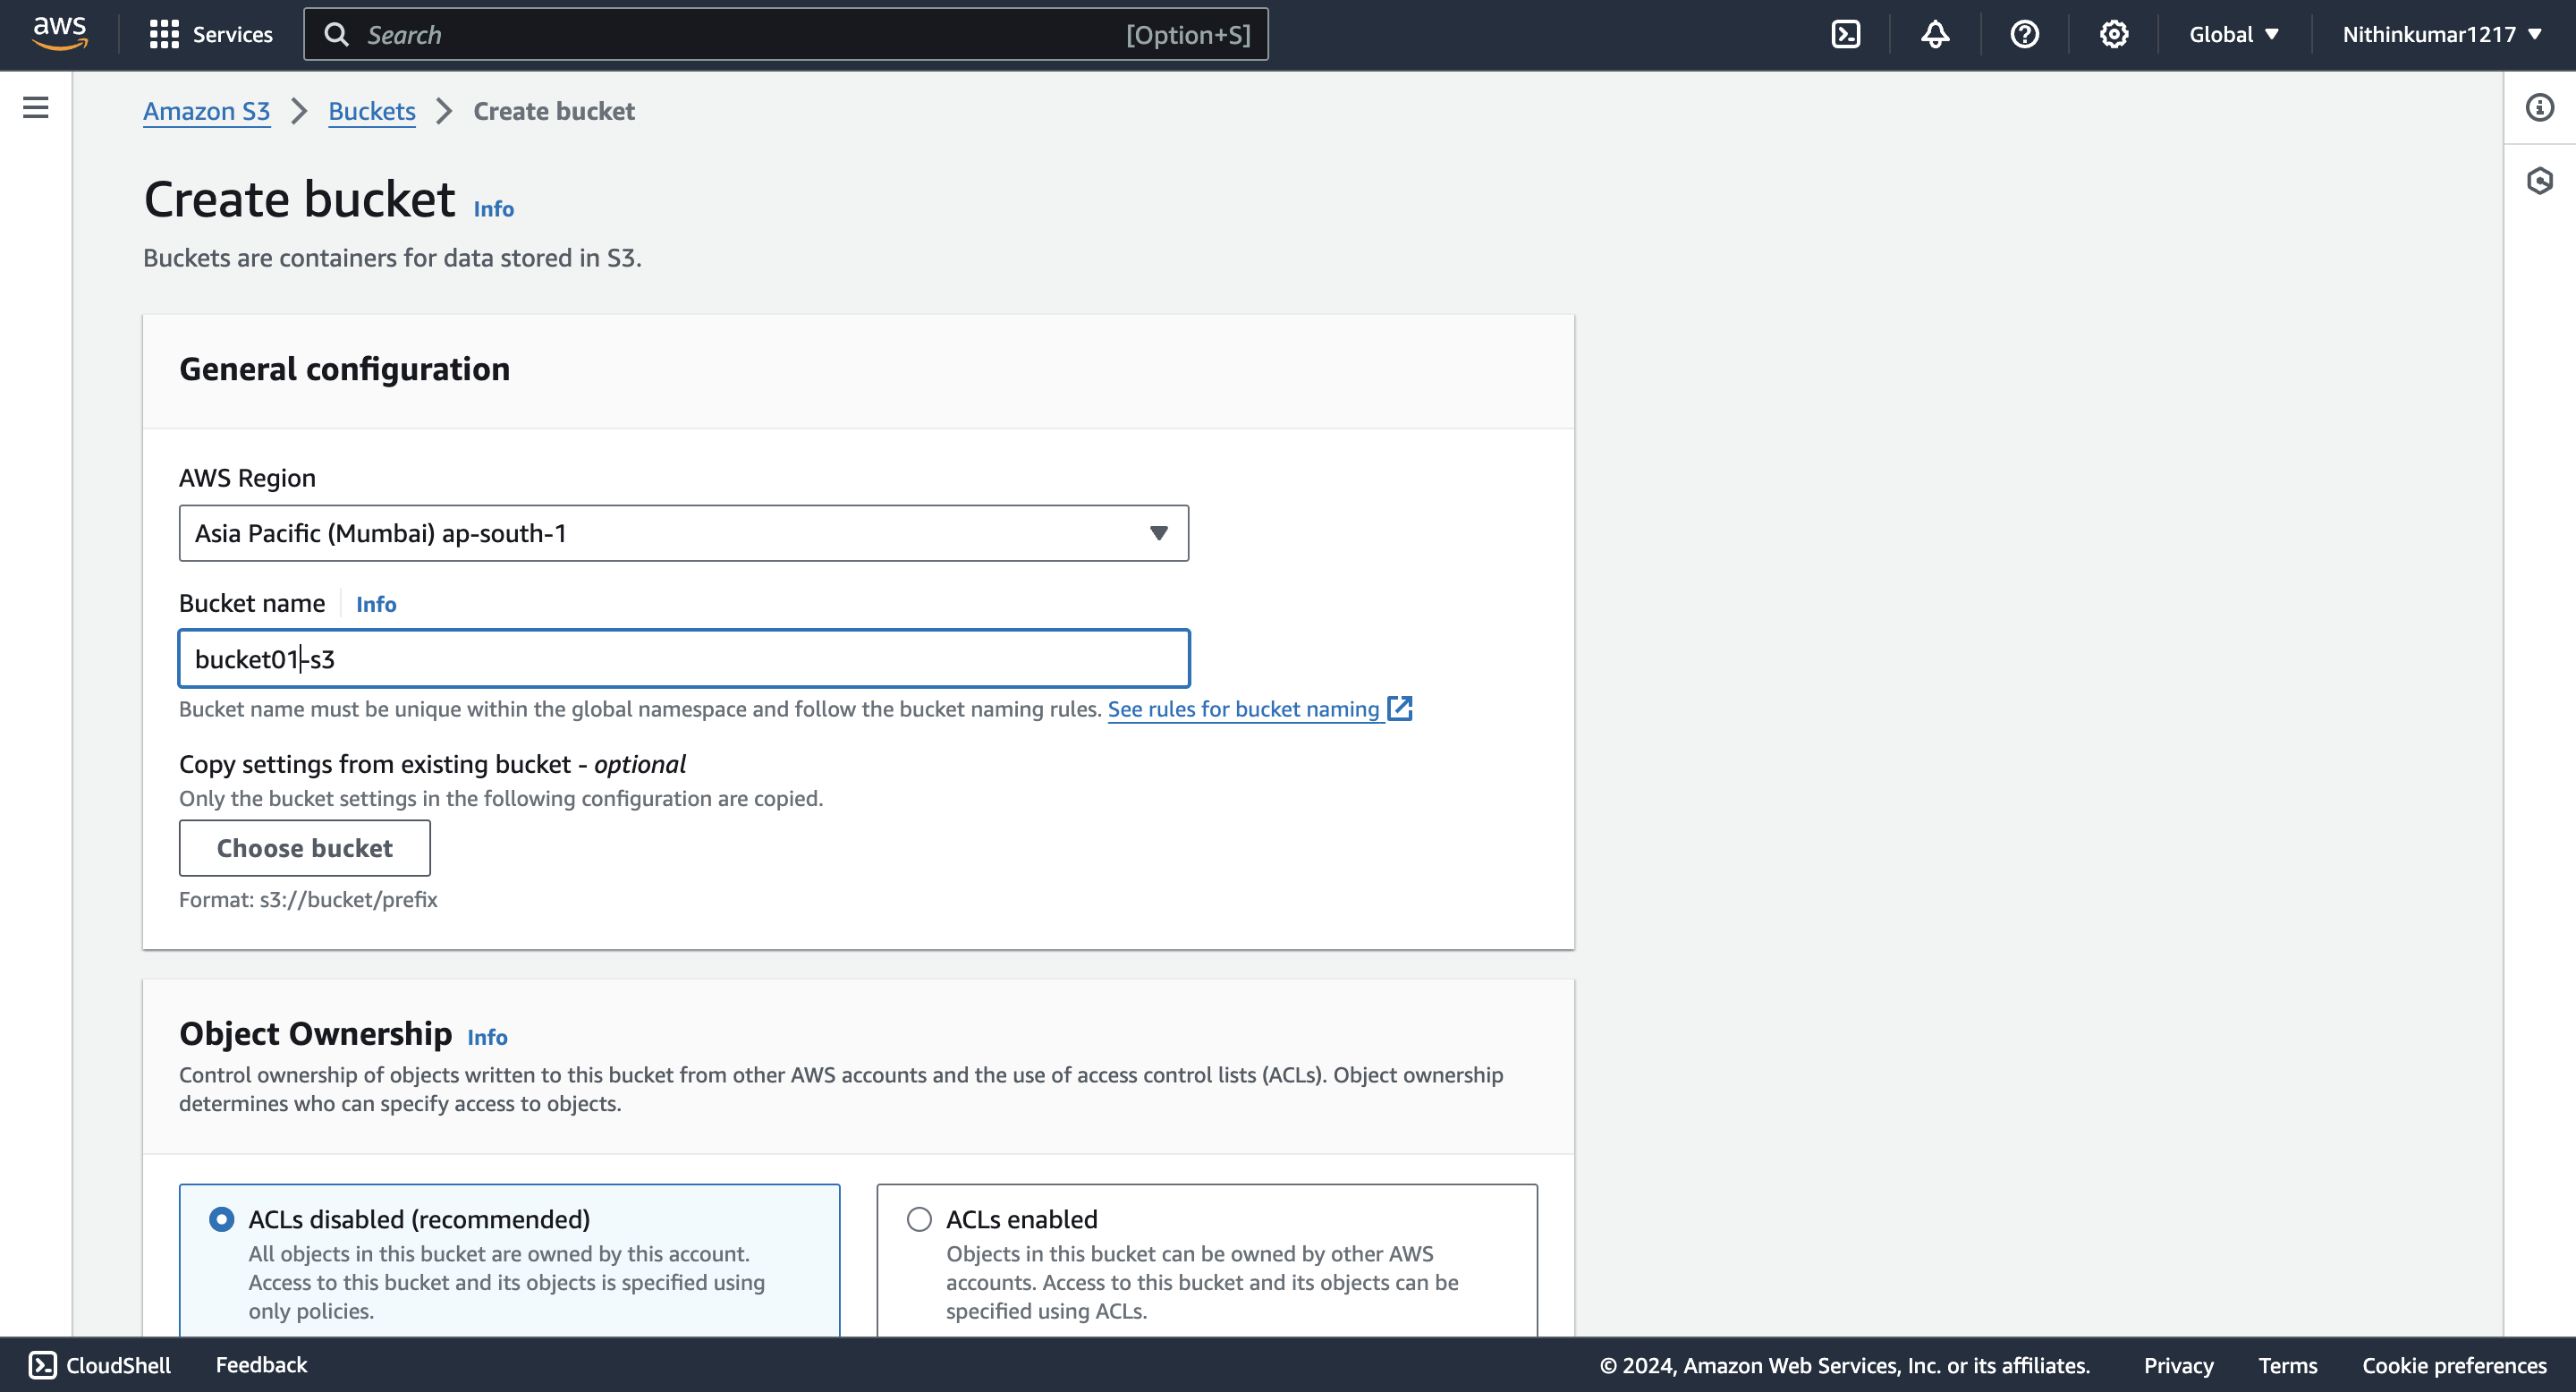 aws
Services
Search [Option+S]
Global
Nithinkumar1217
Amazon S3 > Buckets > Create bucket
Create bucket Info
Buckets are containers for data stored in S3.
General configuration
AWS Region
Asia Pacific (Mumbai) ap-south-1
Bucket name Info
bucket01-s3
Bucket name must be unique within the global namespace and follow the bucket naming rules. See rules for bucket naming
Copy settings from existing bucket - optional
Only the bucket settings in the following configuration are copied.
Choose bucket
Format: s3://bucket/prefix
Object Ownership Info
Control ownership of objects written to this bucket from other AWS accounts and the use of access control lists (ACLs). Object ownership
determines who can specify access to objects.
ACLs disabled (recommended)
All objects in this bucket are owned by this account.
Access to this bucket and its objects is specified using
only policies.
ACLs enabled
Objects in this bucket can be owned by other AWS
accounts. Access to this bucket and its objects can be
specified using ACLs.
CloudShell
Feedback
© 2024, Amazon Web Services, Inc. or its affiliates.
Privacy
Terms
Cookie preferences